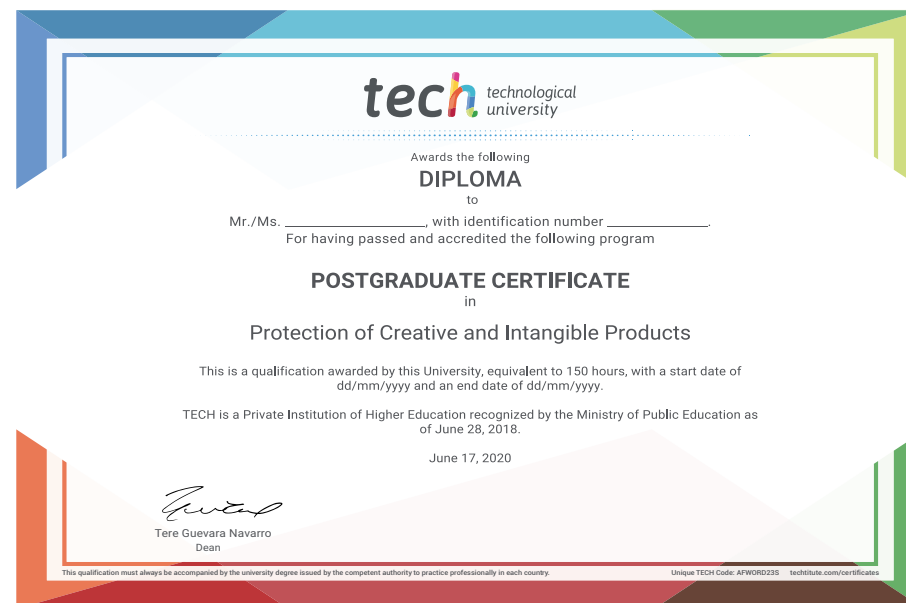 tech technological
university
Awards the following
DIPLOMA
to
Mr./Ms. ____________________, with identification number ______________.
For having passed and accredited the following program
POSTGRADUATE CERTIFICATE
in
Protection of Creative and Intangible Products
This is a qualification awarded by this University, equivalent to 150 hours, with a start date of
dd/mm/yyyy and an end date of dd/mm/yyyy.
TECH is a Private Institution of Higher Education recognized by the Ministry of Public Education as
of June 28, 2018.
June 17, 2020
Tere Guevara Navarro
Dean
This qualification must always be accompanied by the university degree issued by the competent authority to practice professionally in each country. Unique TECH Code: AFWORD23S techtitute.com/certificates